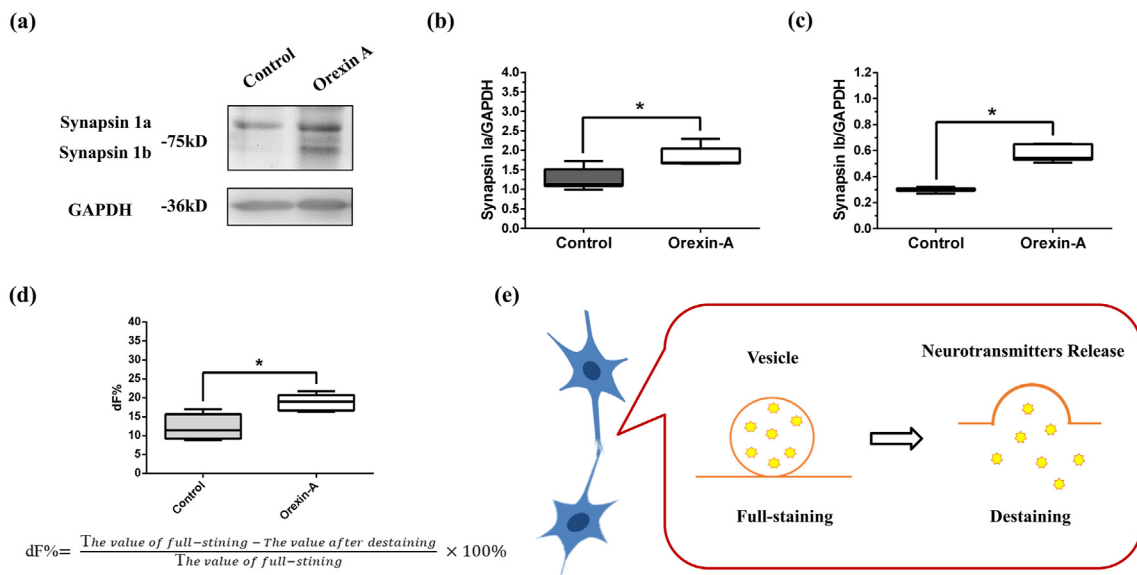 (a)
Control
Orexin A
Synapsin 1a
-75kD
Synapsin 1b
GAPDH
-36kD
(b)
Synapsin Ia/GAPDH
4.0
3.5
3.0
2.5
2.0
1.5
1.0
0.5
0.0
*
Control
Orexin-A
(c)
Synapsin Ib/GAPDH
1.2
1.0
0.8
0.6
0.4
0.2
0.0
*
Control
Orexin-A
(d)
dF%
40
35
30
25
20
15
10
5
0
*
Control
Orexin-A
dF%= The value of full-stining - The value after destaining
The value of full-stining
× 100%
(e)
Vesicle
Neurotransmitters Release
Full-staining
Destaining